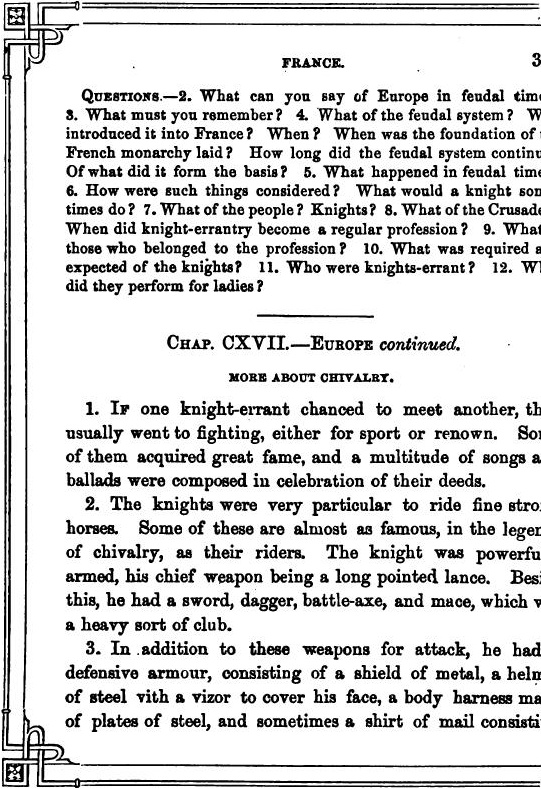 FRANCE. 3
QUESTIONS.—2. What can you say of Europe in feudal time
3. What must you remember? 4. What of the feudal system? W
introduced it into France? When? When was the foundation of
French monarchy laid? How long did the feudal system continu
Of what did it form the basis? 5. What happened in feudal time
6. How were such things considered? What would a knight som
times do? 7. What of the people? Knights? 8. What of the Crusade
When did knight-errantry become a regular profession? 9. What
those who belonged to the profession? 10. What was required a
expected of the knights? 11. Who were knights-errant? 12. Wh
did they perform for ladies?
CHAP. CXVII.—EUROPE continued.
MORE ABOUT CHIVALRY.
1. IF one knight-errant chanced to meet another, th
usually went to fighting, either for sport or renown. Som
of them acquired great fame, and a multitude of songs a
ballads were composed in celebration of their deeds.
2. The knights were very particular to ride fine stron
horses. Some of these are almost as famous, in the legen
of chivalry, as their riders. The knight was powerfu
armed, his chief weapon being a long pointed lance. Besi
this, he had a sword, dagger, battle-axe, and mace, which w
a heavy sort of club.
3. In addition to these weapons for attack, he had
defensive armour, consisting of a shield of metal, a helm
of steel vith a vizor to cover his face, a body harness ma
of plates of steel, and sometimes a shirt of mail consisti